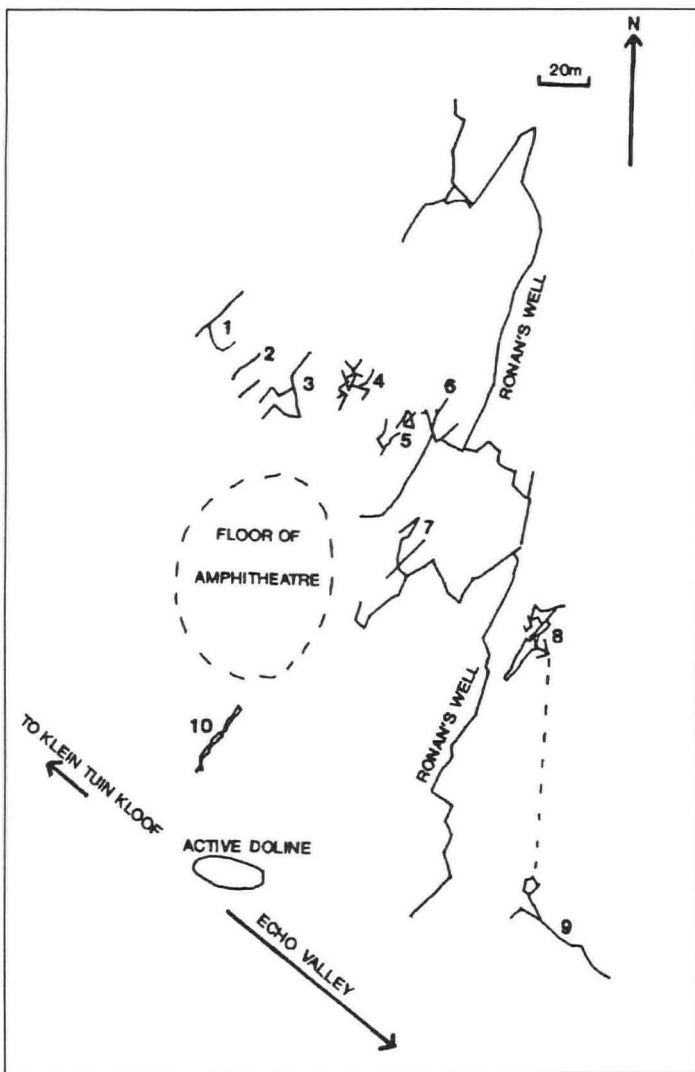 N
20m
RONAN'S WELL
1
2
3
4
6
5
FLOOR OF
AMPHITHEATRE
7
8
RONAN'S WELL
10
TO KLEIN TUIN KLOOF
ACTIVE DOLINE
ECHO VALLEY
9